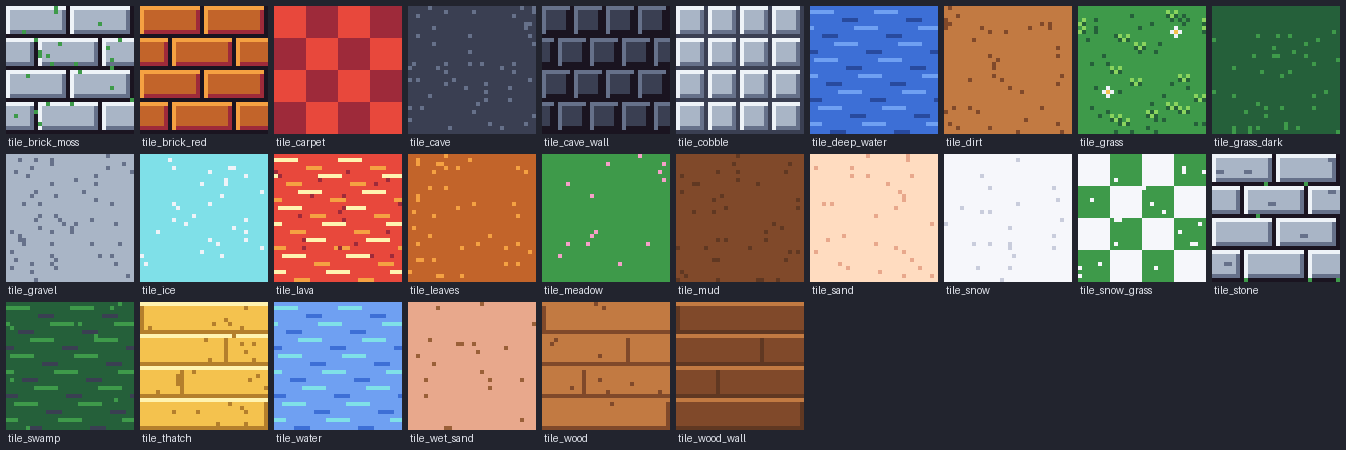 tile_brick_moss
tile_brick_red
tile_carpet
tile_cave
tile_cave_wall
tile_cobble
tile_deep_water
tile_dirt
tile_grass
tile_grass_dark
tile_gravel
tile_ice
tile_lava
tile_leaves
tile_meadow
tile_mud
tile_sand
tile_snow
tile_snow_grass
tile_stone
tile_swamp
tile_thatch
tile_water
tile_wet_sand
tile_wood
tile_wood_wall